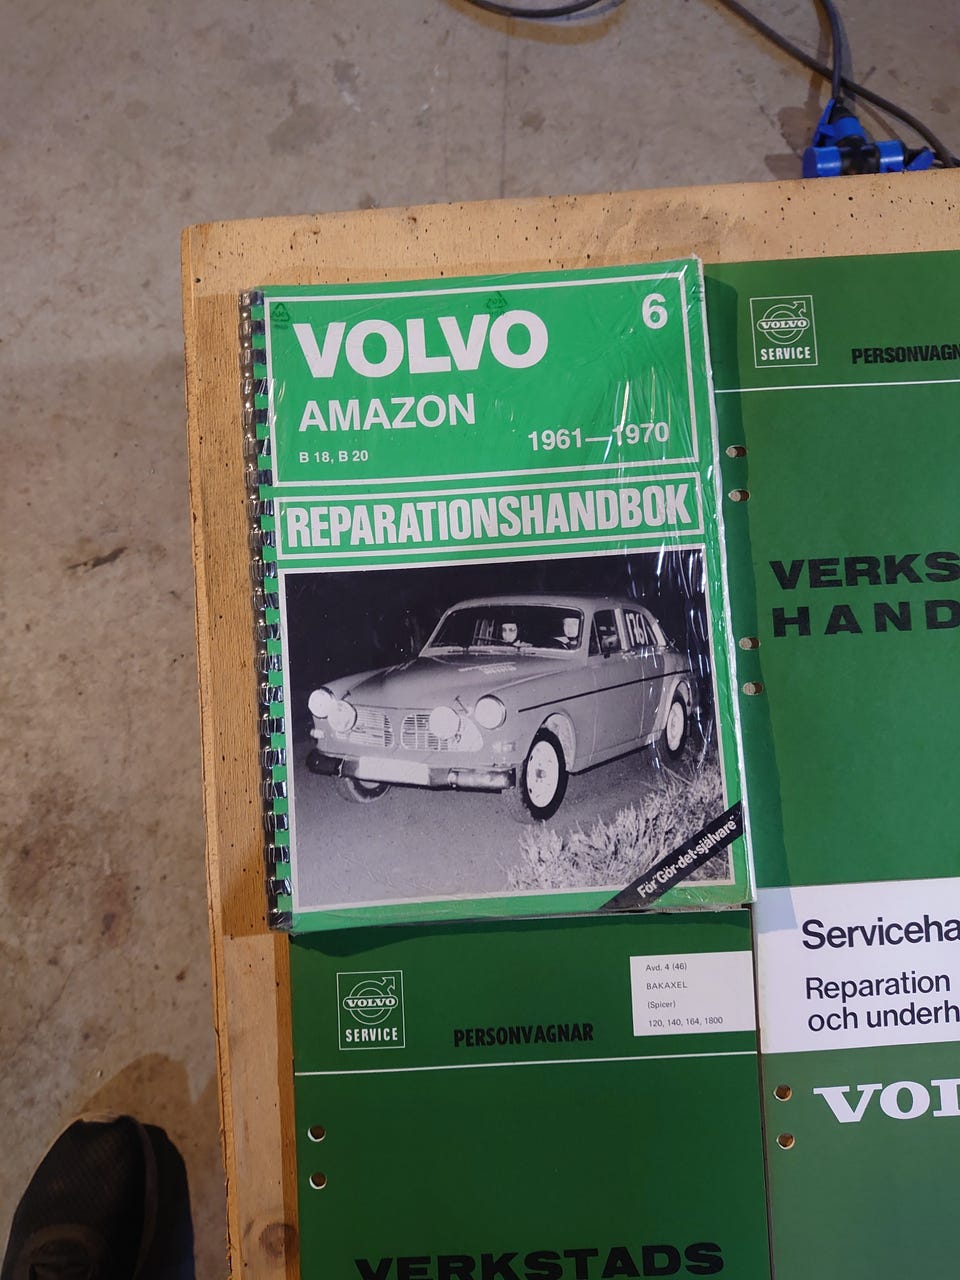 6
VOLVO
AMAZON
1961—1970
B 18, B 20
REPARATIONSHANDBOK
För "Gör-det-självare"
VOLVO
SERVICE
PERSONVAGN
VERKS
HAND
Serviceha
Reparation
och underh
VOL
VOLVO
SERVICE
PERSONVAGNAR
Avd. 4 (46)
BAKAXEL
(Spicer)
120, 140, 164, 1800
VERKSTADS